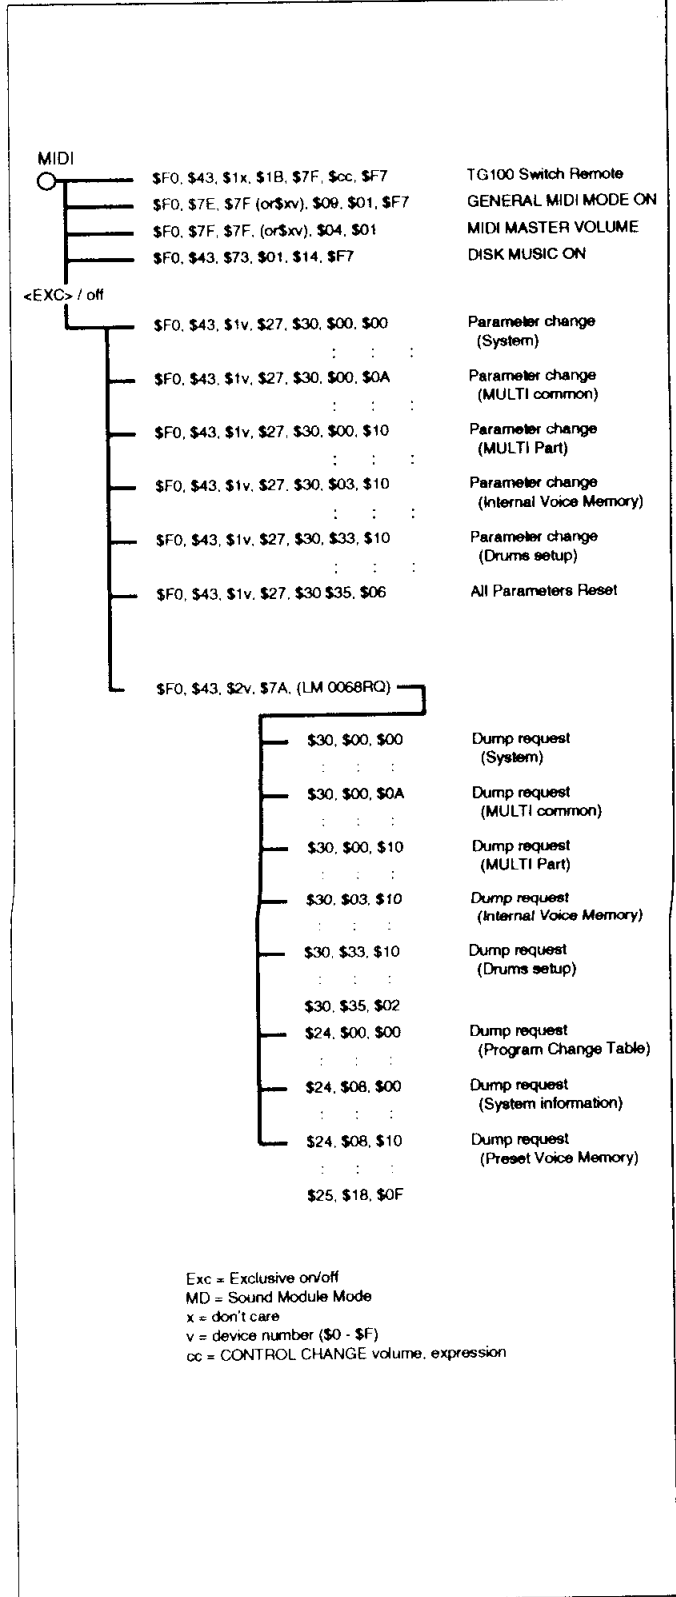 MIDI
$F0, $43, $1x, $1B, $7F, $cc, $F7 TG100 Switch Remote
$F0, $7E, $7F (or$xv), $09, $01, $F7 GENERAL MIDI MODE ON
$F0, $7F, $7F, (or$xv), $04, $01 MIDI MASTER VOLUME
$F0, $43, $73, $01, $14, $F7 DISK MUSIC ON
<EXC> / off
$F0, $43, $1v, $27, $30, $00, $00 Parameter change
(System)
: : :
$F0, $43, $1v, $27, $30, $00, $0A Parameter change
(MULTI common)
: : :
$F0, $43, $1v, $27, $30, $00, $10 Parameter change
(MULTI Part)
: : :
$F0, $43, $1v, $27, $30, $03, $10 Parameter change
(Internal Voice Memory)
: : :
$F0, $43, $1v, $27, $30, $33, $10 Parameter change
(Drums setup)
: : :
$F0, $43, $1v, $27, $30 $35, $06 All Parameters Reset
$F0, $43, $2v, $7A, (LM 0068RQ)
$30, $00, $00 Dump request
(System)
: : :
$30, $00, $0A Dump request
(MULTI common)
: : :
$30, $00, $10 Dump request
(MULTI Part)
: : :
$30, $03, $10 Dump request
(Internal Voice Memory)
: : :
$30, $33, $10 Dump request
(Drums setup)
: : :
$30, $35, $02
$24, $00, $00 Dump request
(Program Change Table)
: : :
$24, $08, $00 Dump request
(System information)
: : :
$24, $08, $10 Dump request
(Preset Voice Memory)
: : :
$25, $18, $0F
Exc = Exclusive on/off
MD = Sound Module Mode
x = don't care
v = device number ($0 - $F)
cc = CONTROL CHANGE volume, expression